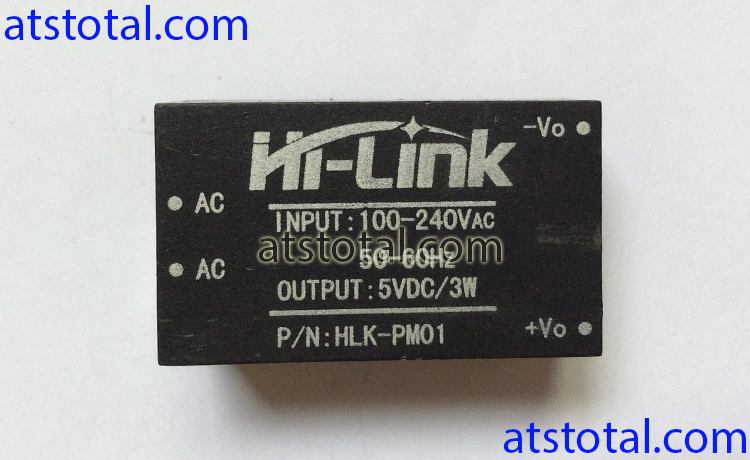 atstotal.com
Hi-Link
-Vo
AC
INPUT:100-240VAC
atstotal.com
50-60Hz
AC
OUTPUT:5VDC/3W
P/N:HLK-PM01
+Vo
atstotal.com